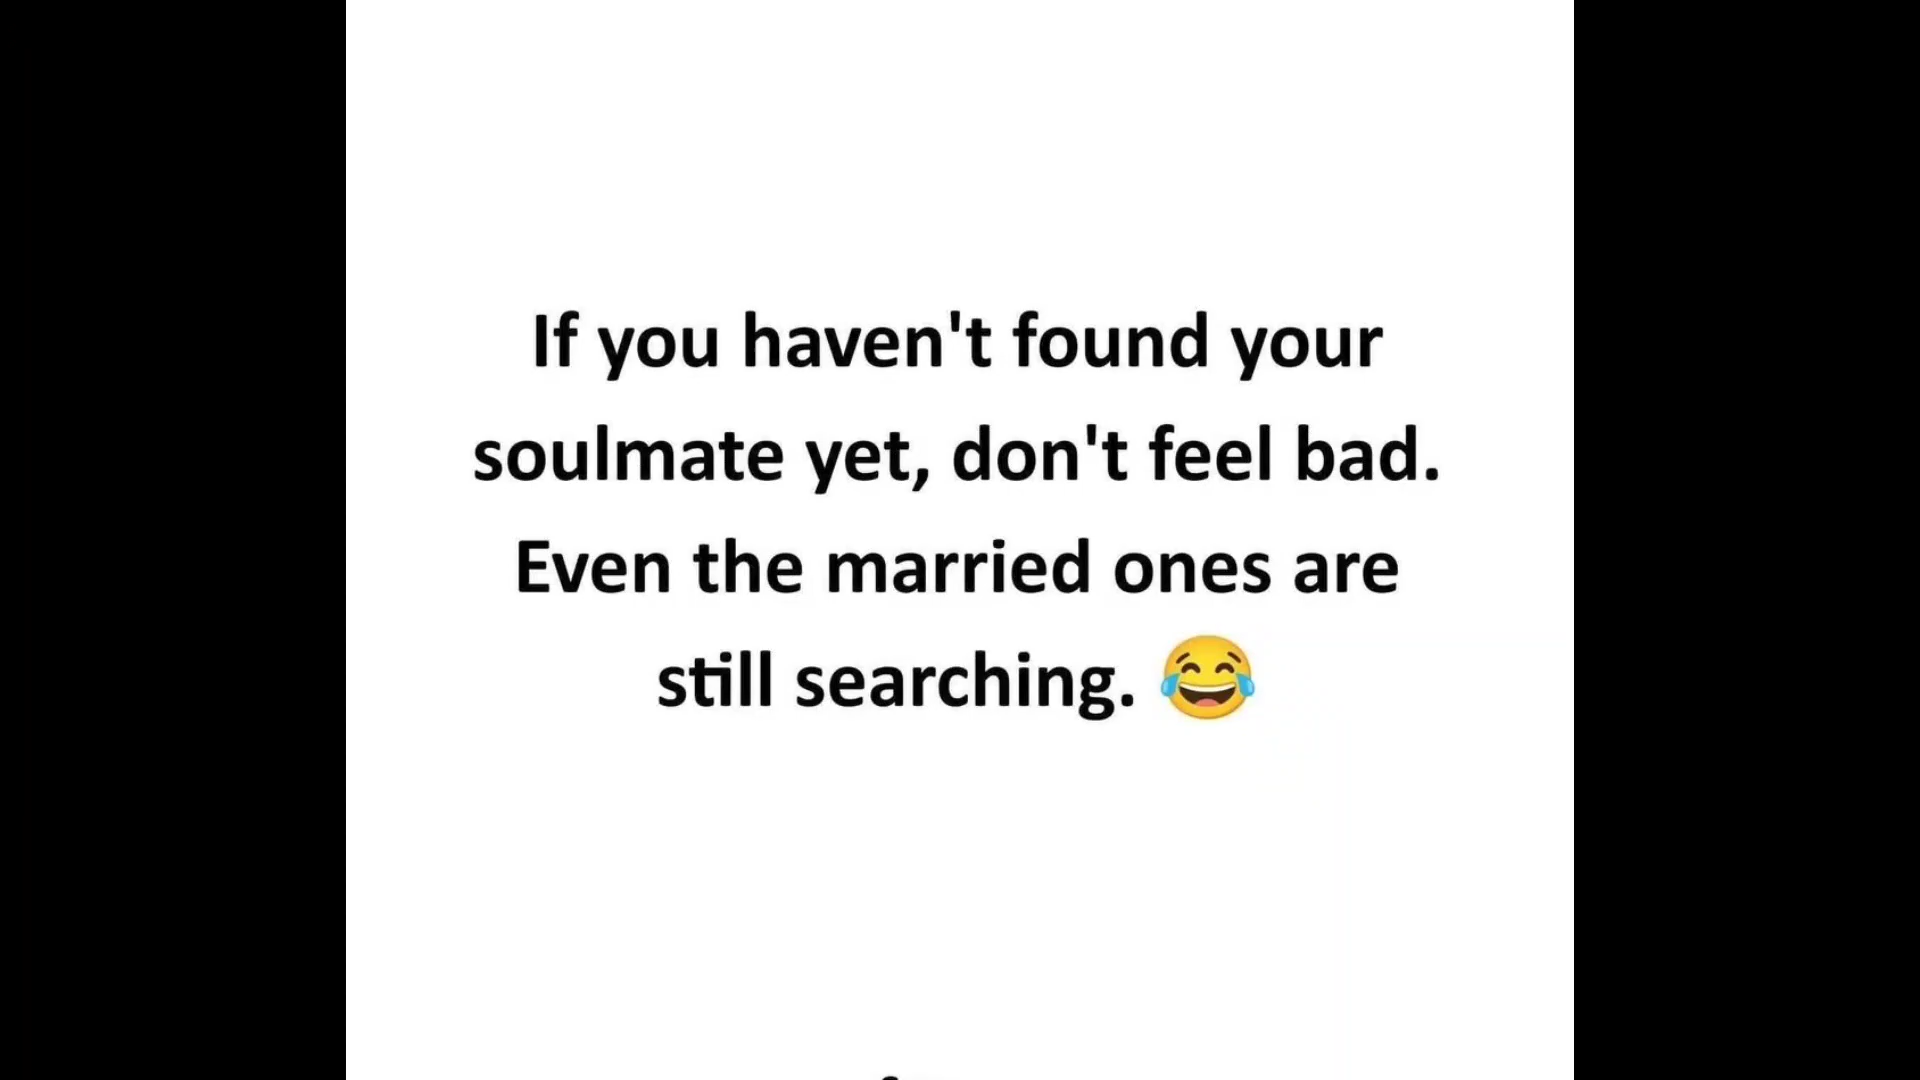 If you haven't found your
soulmate yet, don't feel bad.
Even the married ones are
still searching. 😂